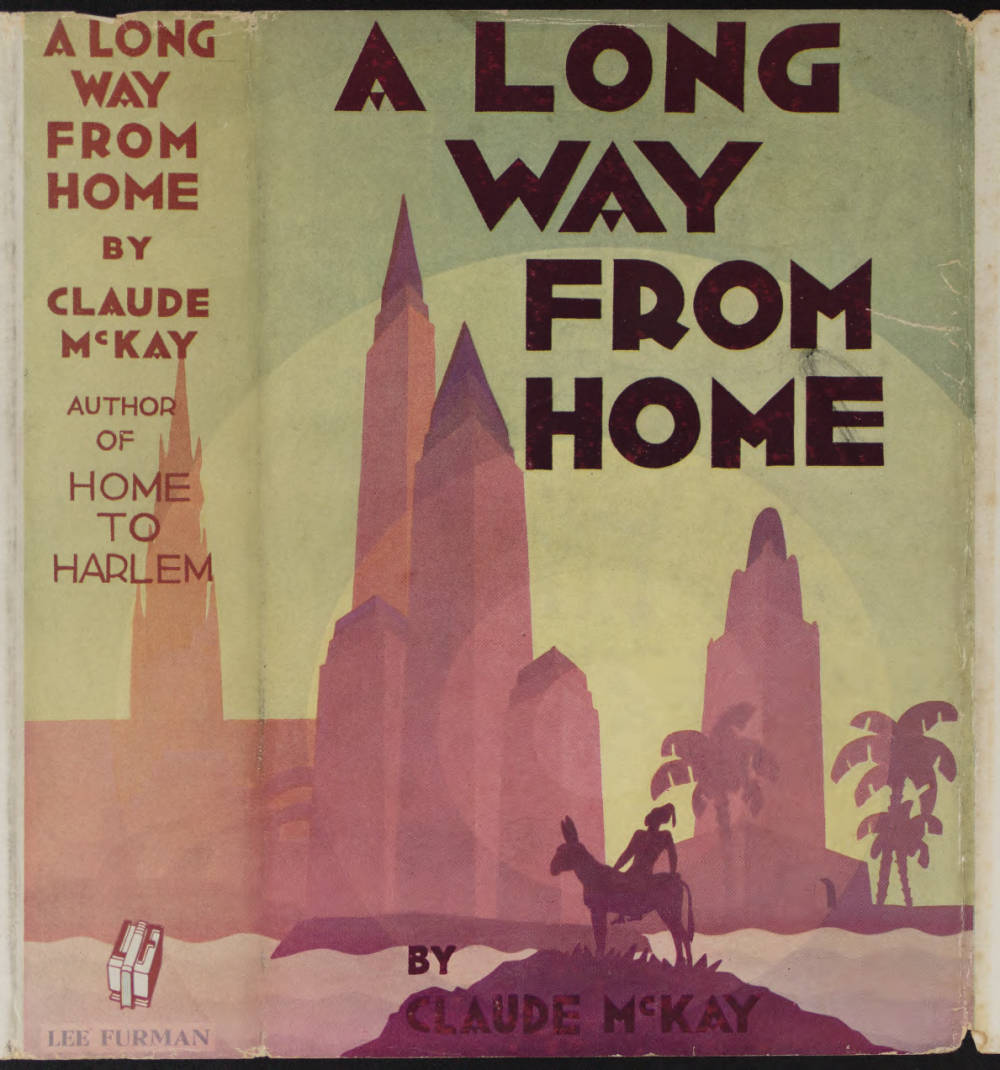 A LONG
WAY
FROM
HOME
BY
CLAUDE
McKAY
AUTHOR
OF
HOME
TO
HARLEM
LEE FURMAN
A LONG
WAY
FROM
HOME
BY
CLAUDE McKAY